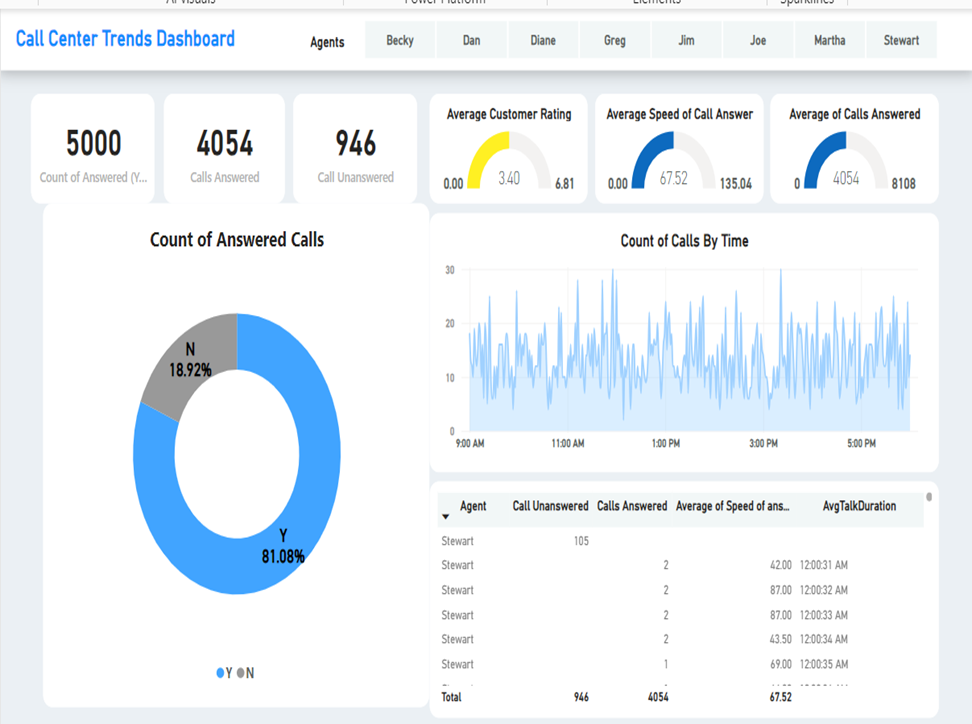 AI visuals Power Platform Elements Sparklines
Call Center Trends Dashboard
Agents Becky Dan Diane Greg Jim Joe Martha Stewart
5000
Count of Answered (Y...
4054
Calls Answered
946
Call Unanswered
Average Customer Rating
0.00 3.40 6.81
Average Speed of Call Answer
0.00 67.52 135.04
Average of Calls Answered
0 4054 8108
Count of Answered Calls
N
18.92%
Y
81.08%
Y N
Count of Calls By Time
30
20
10
0
9:00 AM 11:00 AM 1:00 PM 3:00 PM 5:00 PM
Agent Call Unanswered Calls Answered Average of Speed of ans... AvgTalkDuration
Stewart 105
Stewart 2 42.00 12:00:31 AM
Stewart 2 87.00 12:00:32 AM
Stewart 2 87.00 12:00:33 AM
Stewart 2 43.50 12:00:34 AM
Stewart 1 69.00 12:00:35 AM
Total 946 4054 67.52